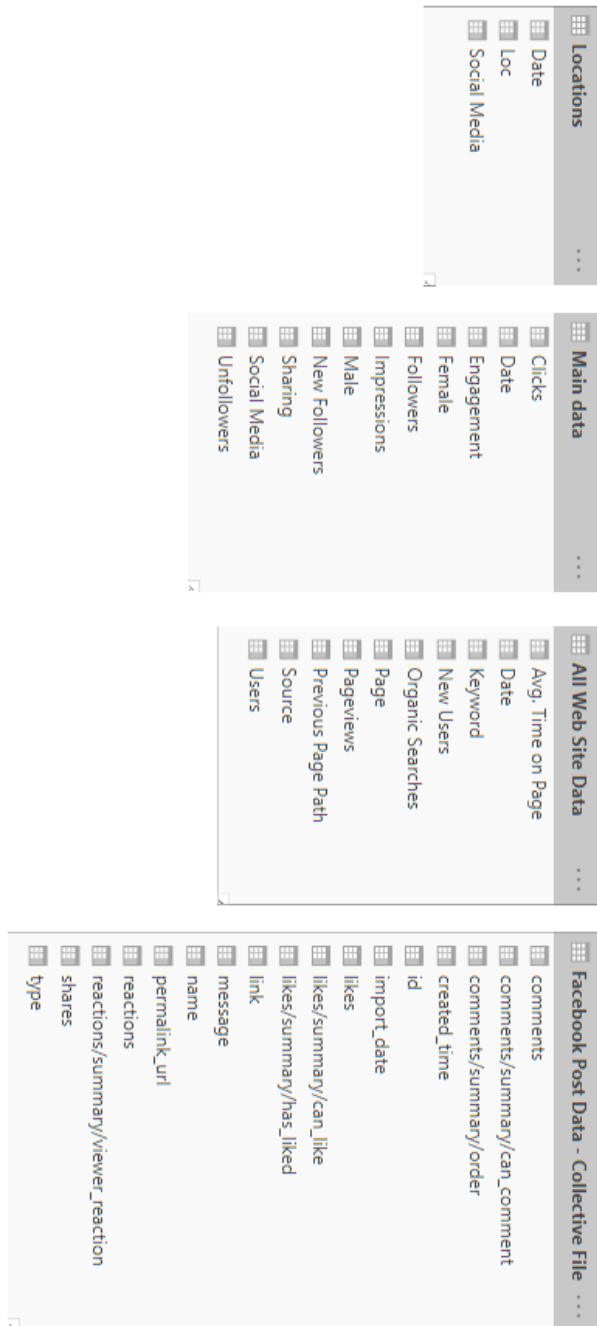 Locations
Date
Loc
Social Media
Main data
Clicks
Date
Engagement
Female
Followers
Impressions
Male
New Followers
Sharing
Social Media
Unfollowers
All Web Site Data
Avg. Time on Page
Date
Keyword
New Users
Organic Searches
Page
Pageviews
Previous Page Path
Source
Users
Facebook Post Data - Collective File
comments
comments/summary/can_comment
comments/summary/order
created_time
id
import_date
likes
likes/summary/can_like
likes/summary/has_liked
link
message
name
permalink_url
reactions
reactions/summary/viewer_reaction
shares
type